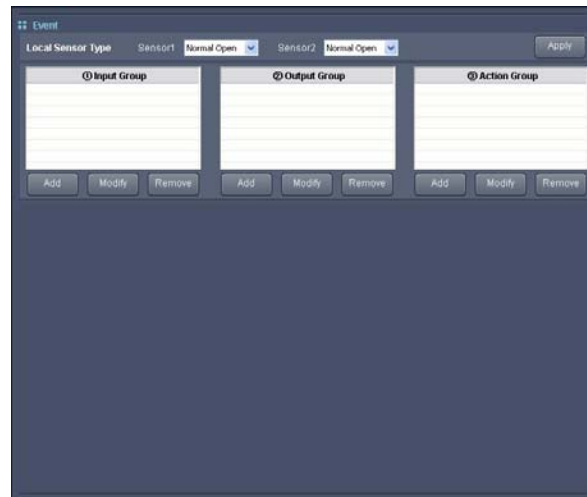 Event
Local Sensor Type Sensor1 Normal Open Sensor2 Normal Open Apply
① Input Group ② Output Group ③ Action Group
Add Modify Remove Add Modify Remove Add Modify Remove